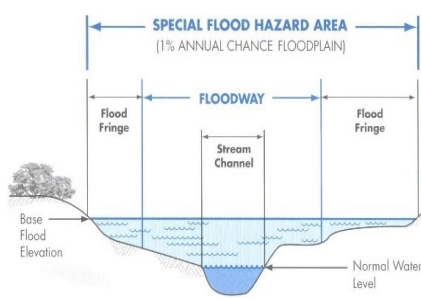 SPECIAL FLOOD HAZARD AREA
(1% ANNUAL CHANCE FLOODPLAIN)
Flood
Fringe
FLOODWAY
Flood
Fringe
Stream
Channel
Base
Flood
Elevation
Normal Water
Level